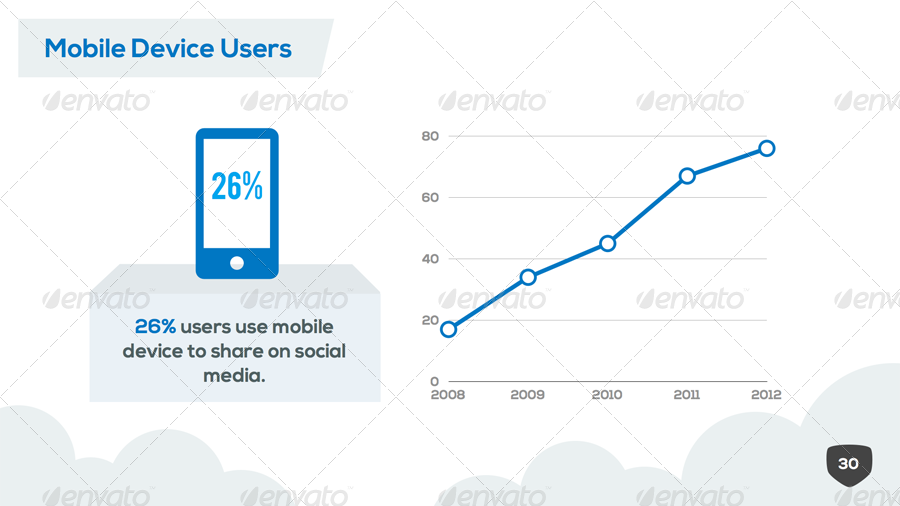 Mobile Device Users
envato envato envato envato envato
26%
26% users use mobile
device to share on social
media.
80
60
40
20
0
2008 2009 2010 2011 2012
envato envato envato envato envato
30
envato envato envato envato envato